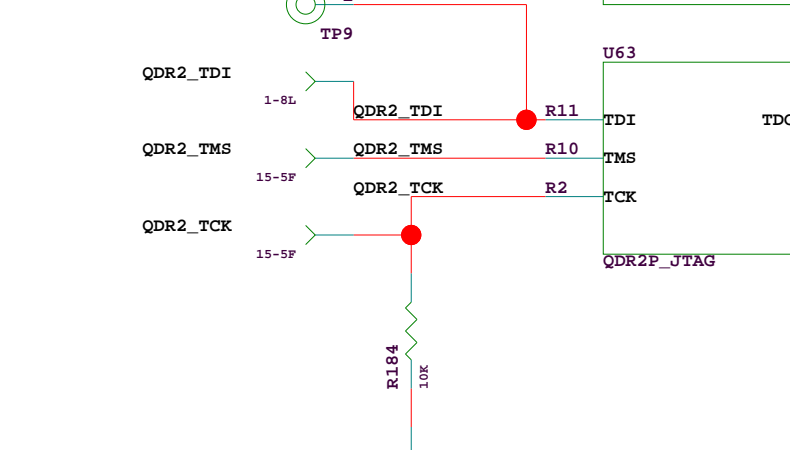 TP9
U63
QDR2_TDI
1-8L
QDR2_TDI
R11
TDI
QDR2_TMS
15-5F
QDR2_TMS
R10
TMS
QDR2_TCK
R2
TCK
QDR2_TCK
15-5F
QDR2P_JTAG
R184
10K